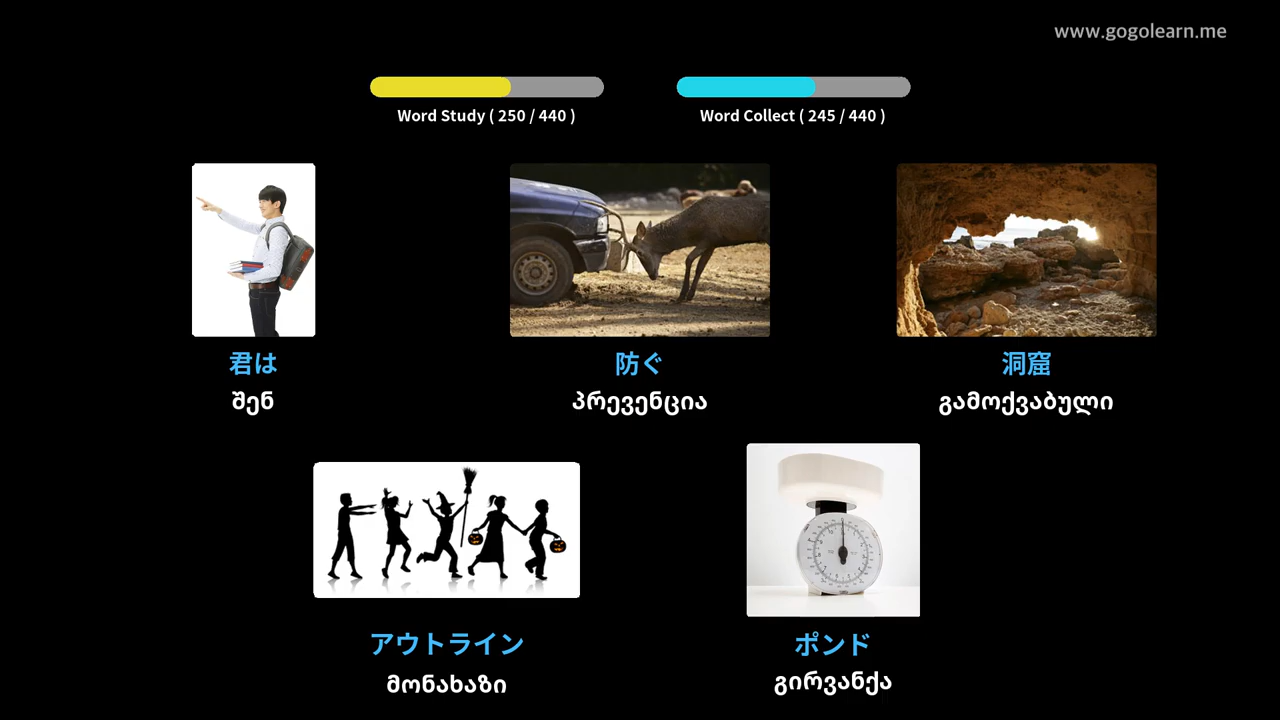 www.gogolearn.me
Word Study ( 250 / 440 )
Word Collect ( 245 / 440 )
君は
შენ
防ぐ
პრევენცია
洞窟
გამოქვაბული
アウトライン
მონახაზი
ポンド
გირვანქა